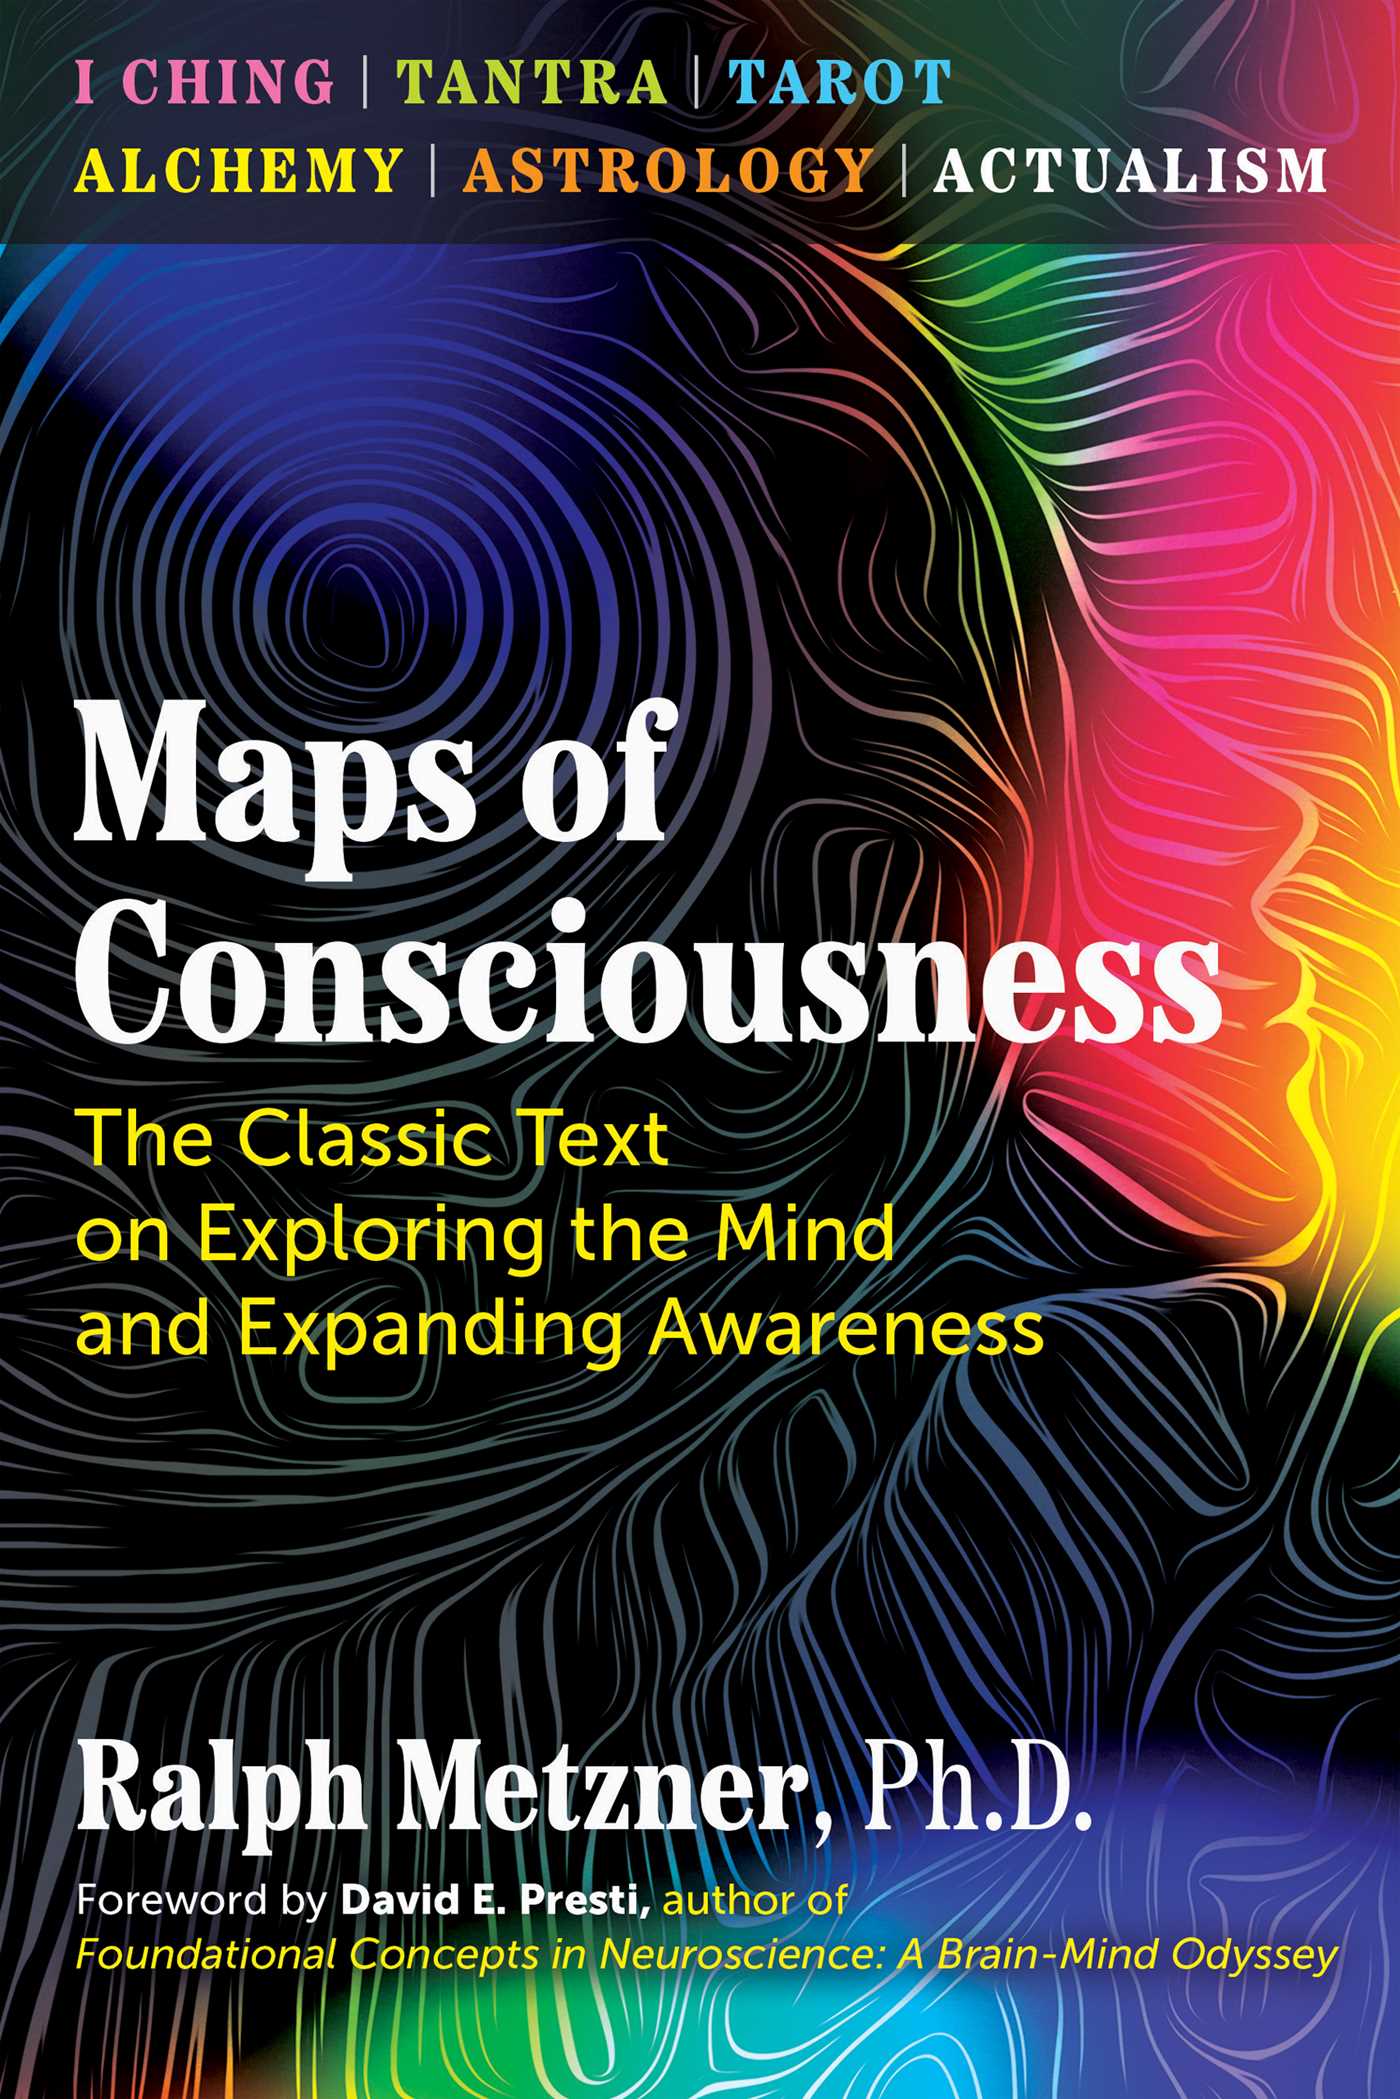 I CHING | TANTRA | TAROT
ALCHEMY | ASTROLOGY | ACTUALISM
Maps of
Consciousness
The Classic Text
on Exploring the Mind
and Expanding Awareness
Ralph Metzner, Ph.D.
Foreword by David E. Presti, author of
Foundational Concepts in Neuroscience: A Brain-Mind Odyssey